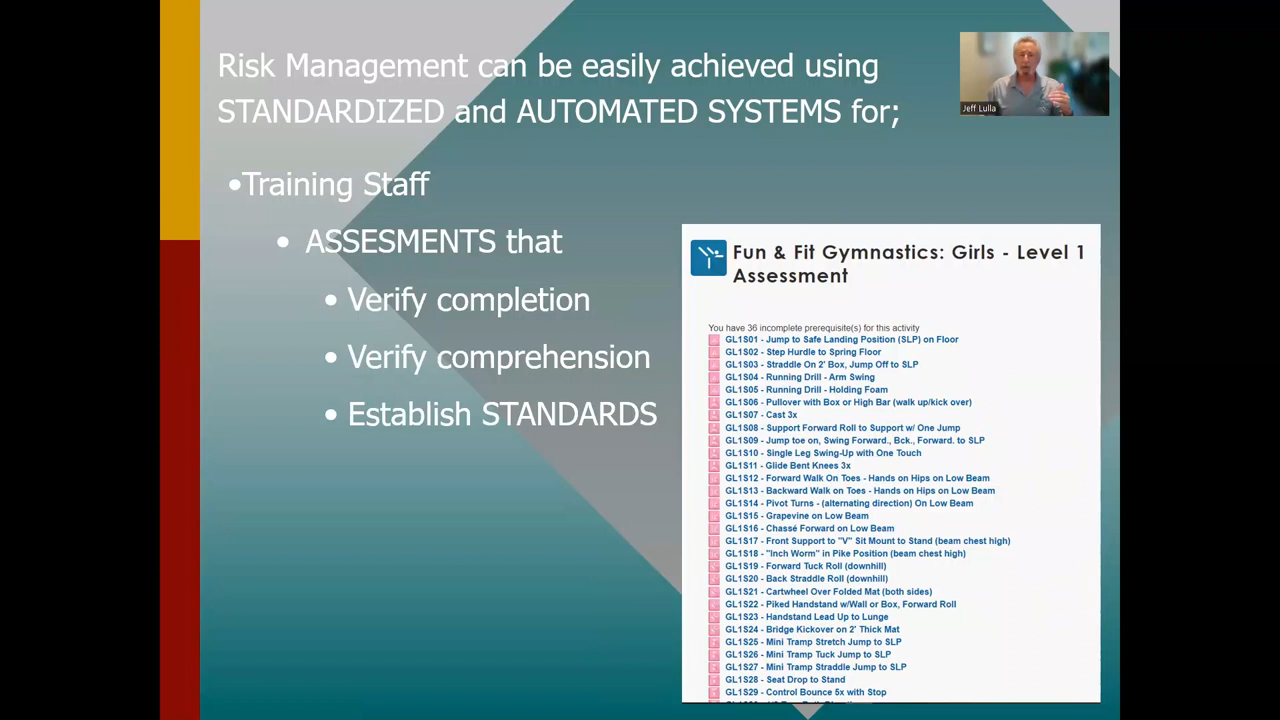 Risk Management can be easily achieved using
STANDARDIZED and AUTOMATED SYSTEMS for;
Jeff Lulla
•Training Staff
• ASSESMENTS that
• Verify completion
• Verify comprehension
• Establish STANDARDS
Fun & Fit Gymnastics: Girls - Level 1
Assessment
You have 36 incomplete prerequisite(s) for this activity
GL1S01 - Jump to Safe Landing Position (SLP) on Floor
GL1S02 - Step Hurdle to Spring Floor
GL1S03 - Straddle On 2' Box, Jump Off to SLP
GL1S04 - Running Drill - Arm Swing
GL1S05 - Running Drill - Holding Foam
GL1S06 - Pullover with Box or High Bar (walk up/kick over)
GL1S07 - Cast 3x
GL1S08 - Support Forward Roll to Support w/ One Jump
GL1S09 - Jump toe on, Swing Forward., Bck., Forward. to SLP
GL1S10 - Single Leg Swing-Up with One Touch
GL1S11 - Glide Bent Knees 3x
GL1S12 - Forward Walk On Toes - Hands on Hips on Low Beam
GL1S13 - Backward Walk on Toes - Hands on Hips on Low Beam
GL1S14 - Pivot Turns - (alternating direction) On Low Beam
GL1S15 - Grapevine on Low Beam
GL1S16 - Chassé Forward on Low Beam
GL1S17 - Front Support to "V" Sit Mount to Stand (beam chest high)
GL1S18 - "Inch Worm" in Pike Position (beam chest high)
GL1S19 - Forward Tuck Roll (downhill)
GL1S20 - Back Straddle Roll (downhill)
GL1S21 - Cartwheel Over Folded Mat (both sides)
GL1S22 - Piked Handstand w/Wall or Box, Forward Roll
GL1S23 - Handstand Lead Up to Lunge
GL1S24 - Bridge Kickover on 2' Thick Mat
GL1S25 - Mini Tramp Stretch Jump to SLP
GL1S26 - Mini Tramp Tuck Jump to SLP
GL1S27 - Mini Tramp Straddle Jump to SLP
GL1S28 - Seat Drop to Stand
GL1S29 - Control Bounce 5x with Stop